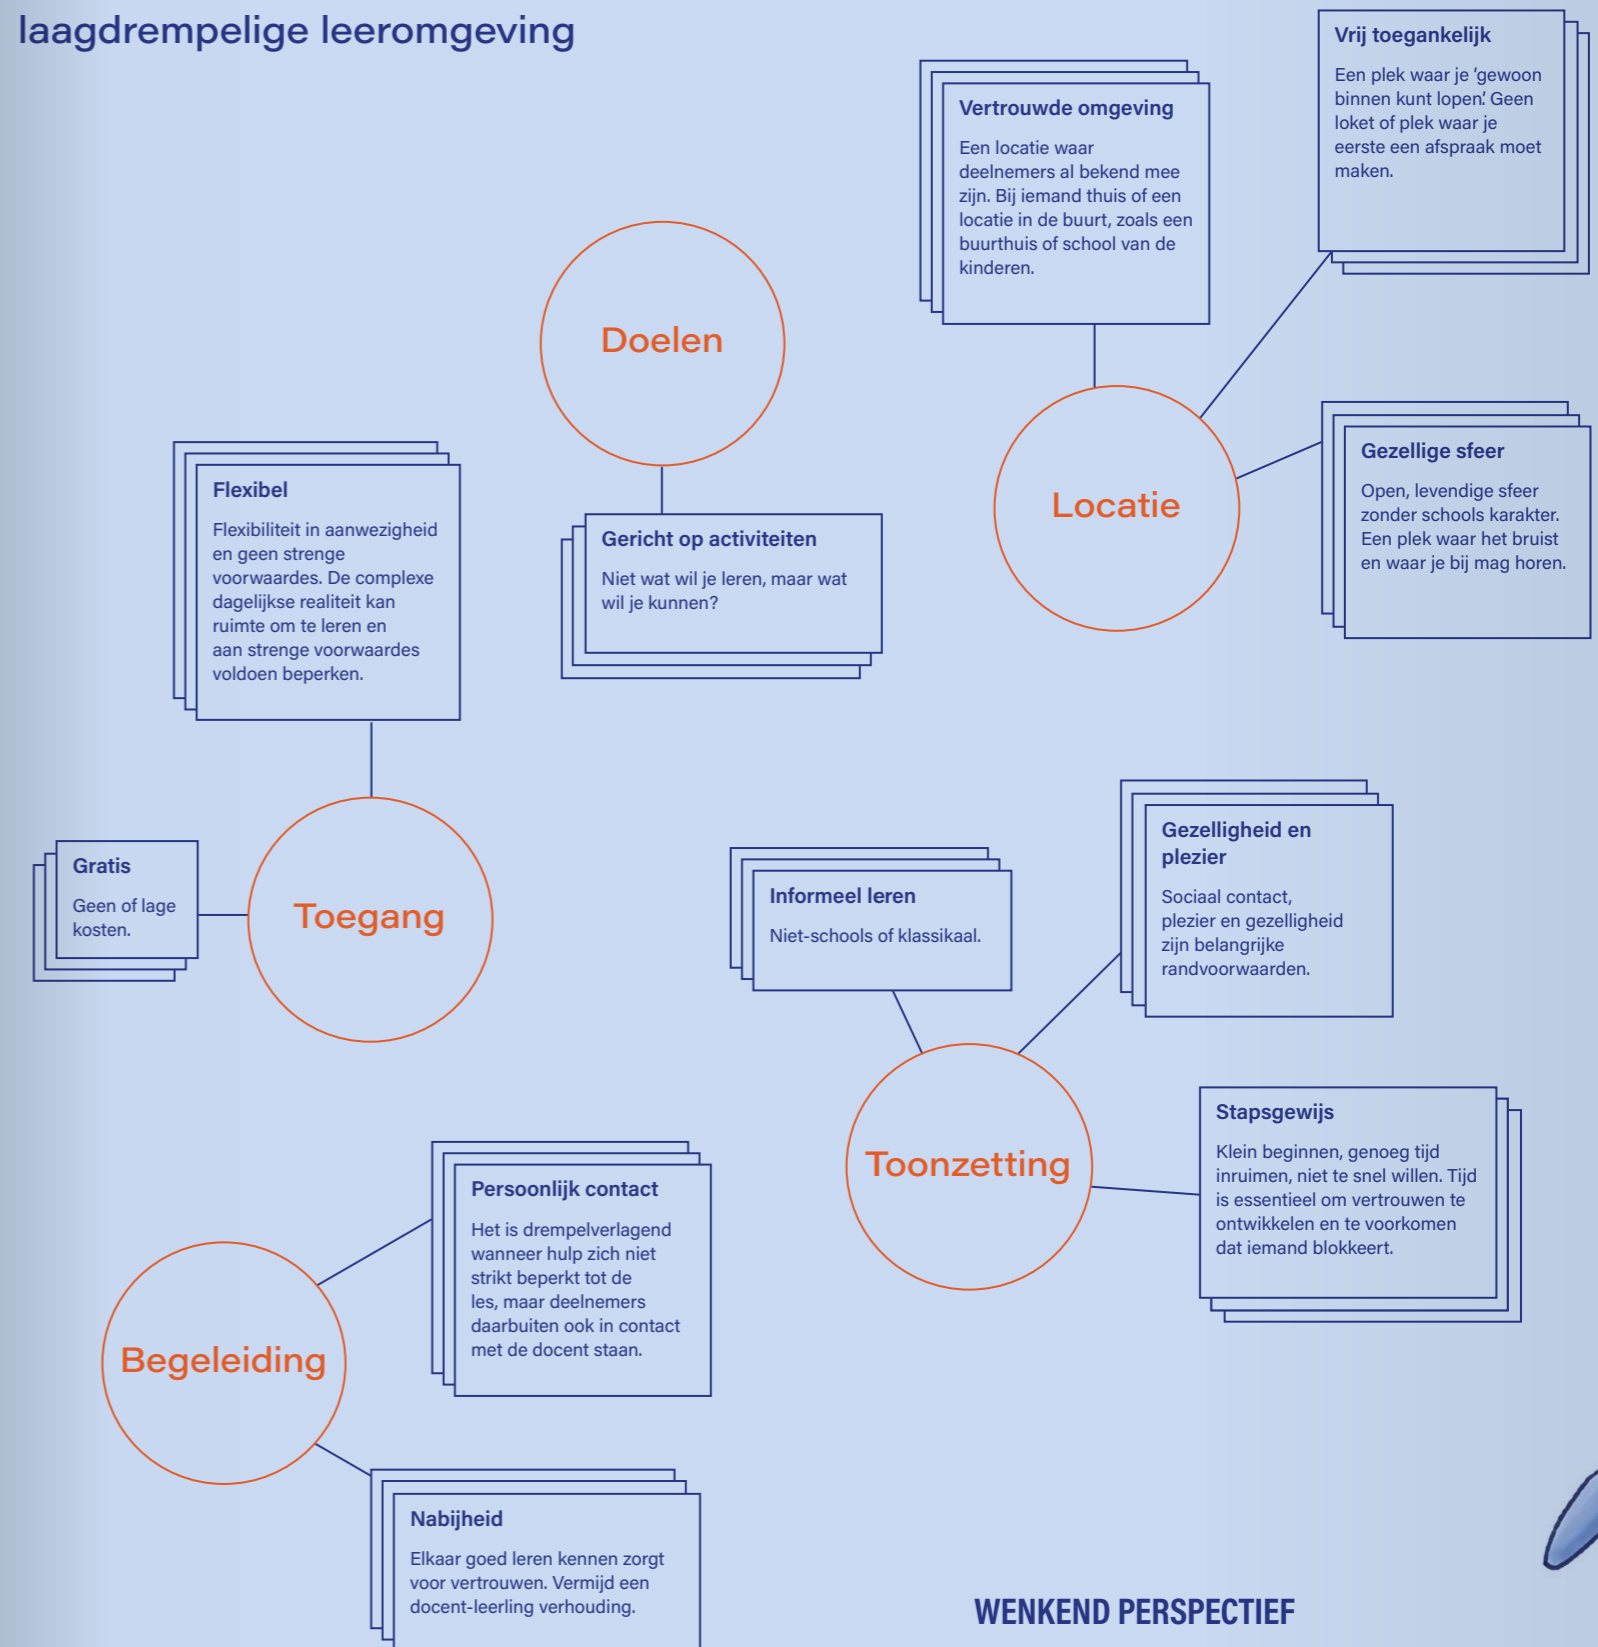 laagdrempelige leeromgeving
Vrij toegankelijk
Een plek waar je ‘gewoon
binnen kunt lopen’. Geen
loket of plek waar je
eerste een afspraak moet
maken.
Vertrouwde omgeving
Een locatie waar
deelnemers al bekend mee
zijn. Bij iemand thuis of een
locatie in de buurt, zoals een
buurthuis of school van de
kinderen.
Doelen
Locatie
Gezellige sfeer
Open, levendige sfeer
zonder schools karakter.
Een plek waar het bruist
en waar je bij mag horen.
Flexibel
Flexibiliteit in aanwezigheid
en geen strenge
voorwaardes. De complexe
dagelijkse realiteit kan
ruimte om te leren en
aan strenge voorwaardes
voldoen beperken.
Gericht op activiteiten
Niet wat wil je leren, maar wat
wil je kunnen?
Gratis
Geen of lage
kosten.
Toegang
Informeel leren
Niet-schools of klassikaal.
Gezelligheid en
plezier
Sociaal contact,
plezier en gezelligheid
zijn belangrijke
randvoorwaarden.
Toonzetting
Stapsgewijs
Klein beginnen, genoeg tijd
inruimen, niet te snel willen. Tijd
is essentieel om vertrouwen te
ontwikkelen en te voorkomen
dat iemand blokkeert.
Persoonlijk contact
Het is drempelverlagend
wanneer hulp zich niet
strikt beperkt tot de
les, maar deelnemers
daarbuiten ook in contact
met de docent staan.
Begeleiding
Nabijheid
Elkaar goed leren kennen zorgt
voor vertrouwen. Vermijd een
docent-leerling verhouding.
WENKEND PERSPECTIEF